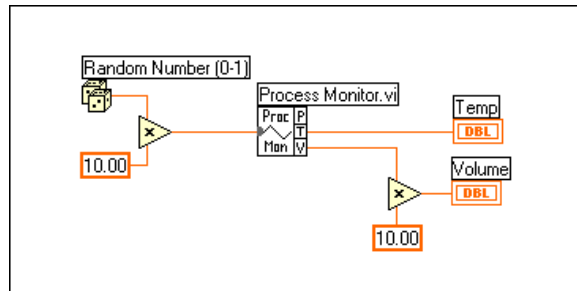 Random Number (0-1)
Process Monitor.vi
Proc P
T
Mon V
Temp
DBL
10.00
Volume
DBL
10.00